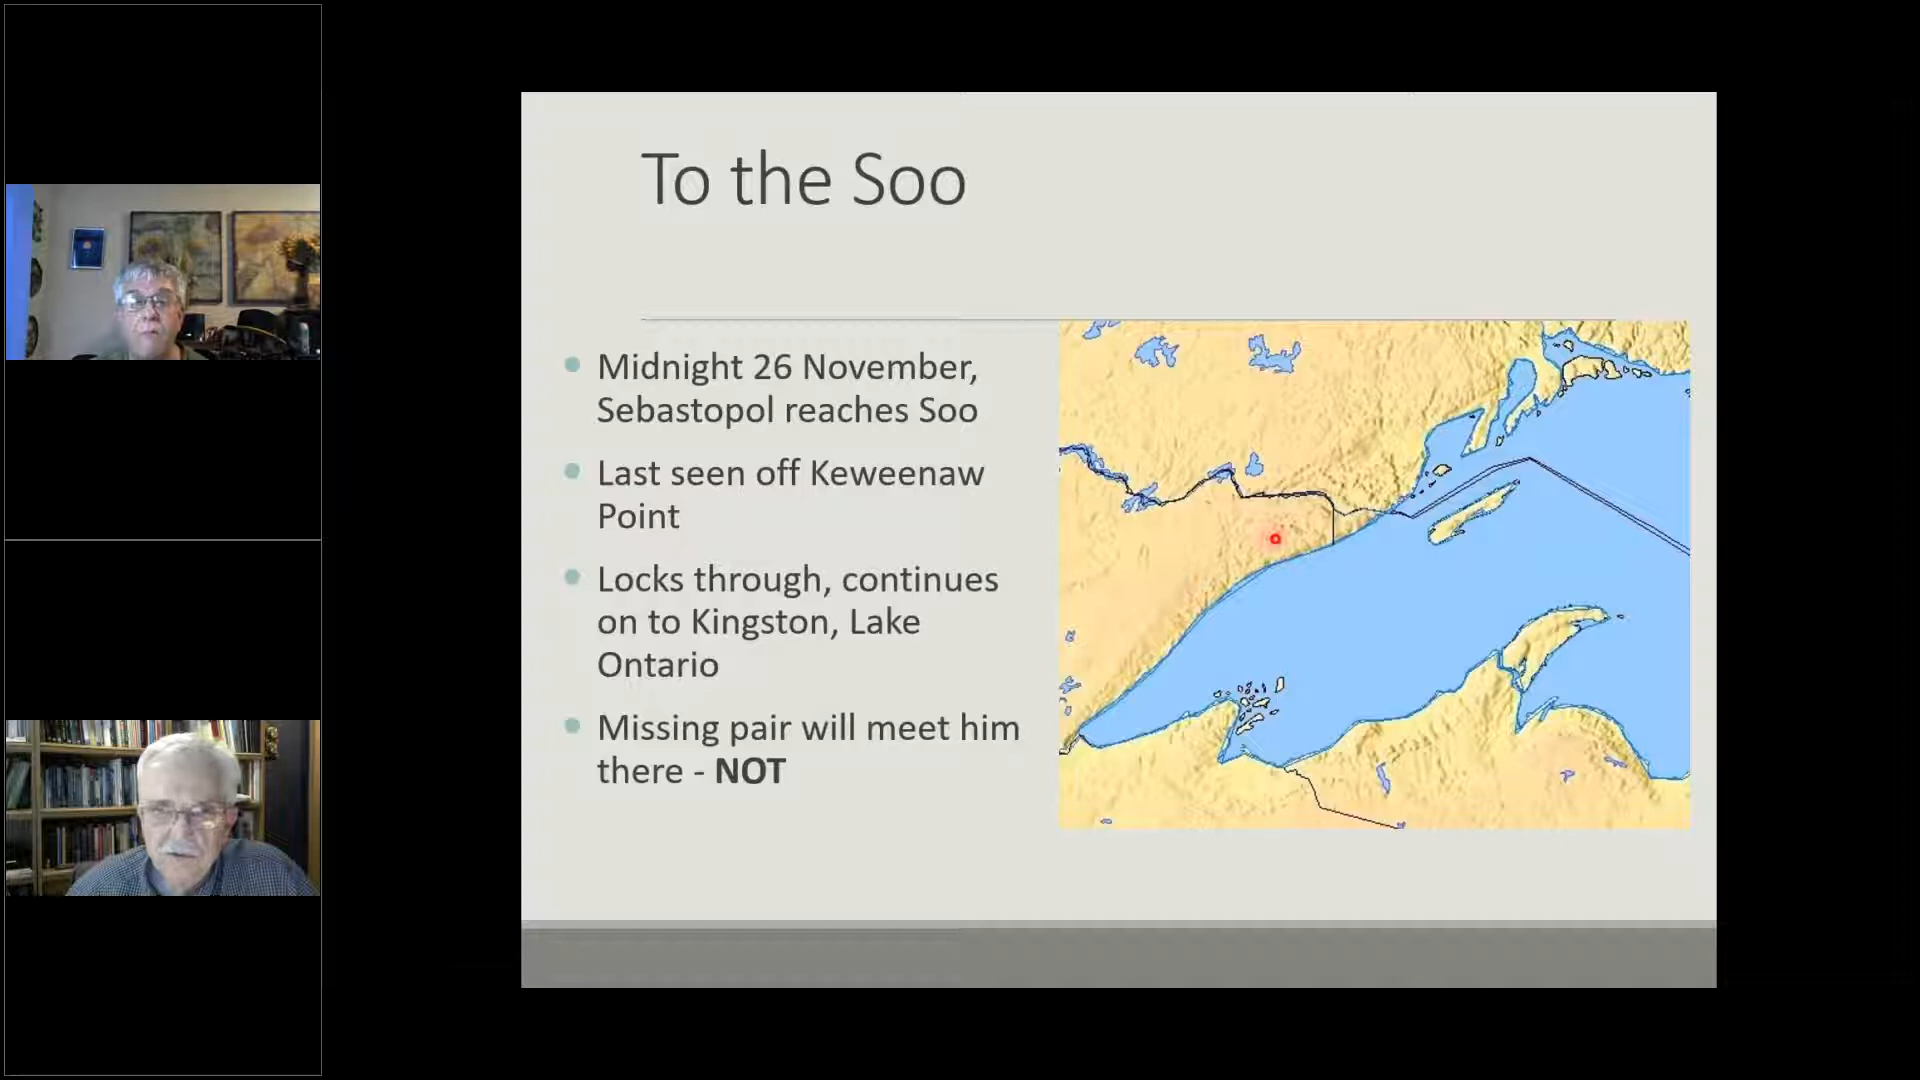 To the Soo
Midnight 26 November,
Sebastopol reaches Soo
Last seen off Keweenaw
Point
Locks through, continues
on to Kingston, Lake
Ontario
Missing pair will meet him
there - NOT